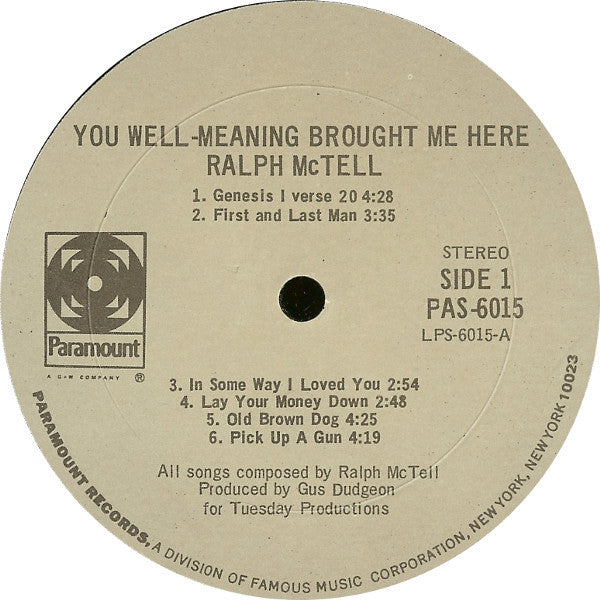 YOU WELL-MEANING BROUGHT ME HERE
RALPH McTELL
1. Genesis I verse 20 4:28
2. First and Last Man 3:35
STEREO
SIDE 1
PAS-6015
LPS-6015-A
Paramount
A G+W COMPANY ®
3. In Some Way I Loved You 2:54
4. Lay Your Money Down 2:48
5. Old Brown Dog 4:25
6. Pick Up A Gun 4:19
All songs composed by Ralph McTell
Produced by Gus Dudgeon
for Tuesday Productions
PARAMOUNT RECORDS, A DIVISION OF FAMOUS MUSIC CORPORATION, NEW YORK, NEW YORK 10023